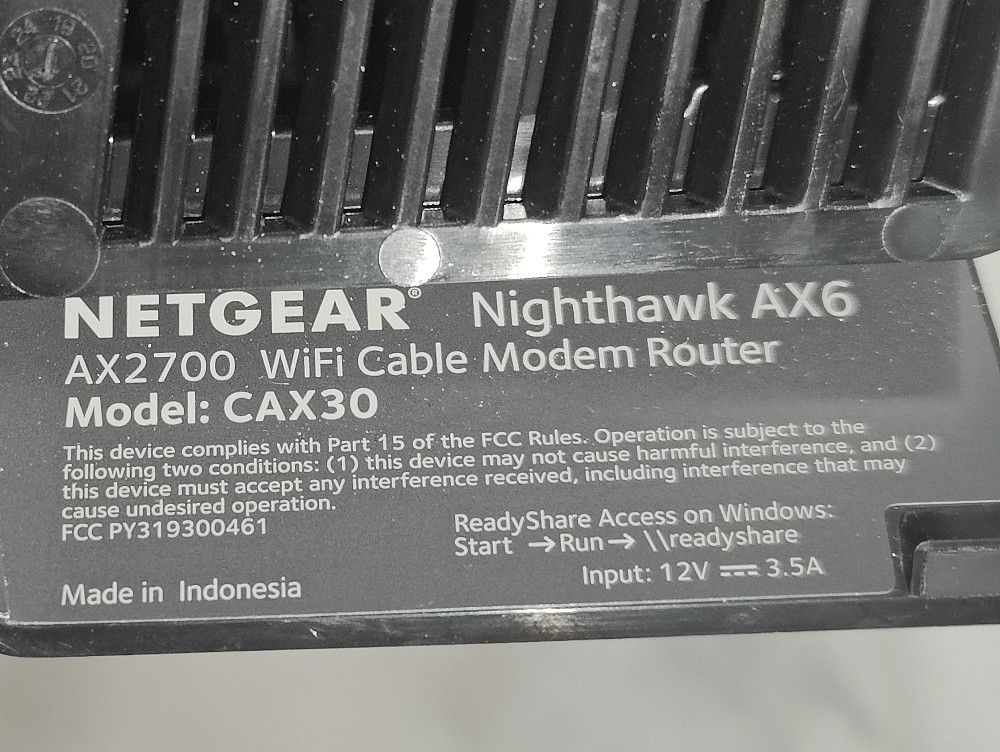 NETGEAR® Nighthawk AX6
AX2700 WiFi Cable Modem Router
Model: CAX30
This device complies with Part 15 of the FCC Rules. Operation is subject to the
following two conditions: (1) this device may not cause harmful interference, and (2)
this device must accept any interference received, including interference that may
cause undesired operation.
FCC PY319300461
ReadyShare Access on Windows:
Start →Run→ \\readyshare
Input: 12V ⎓ 3.5A
Made in Indonesia